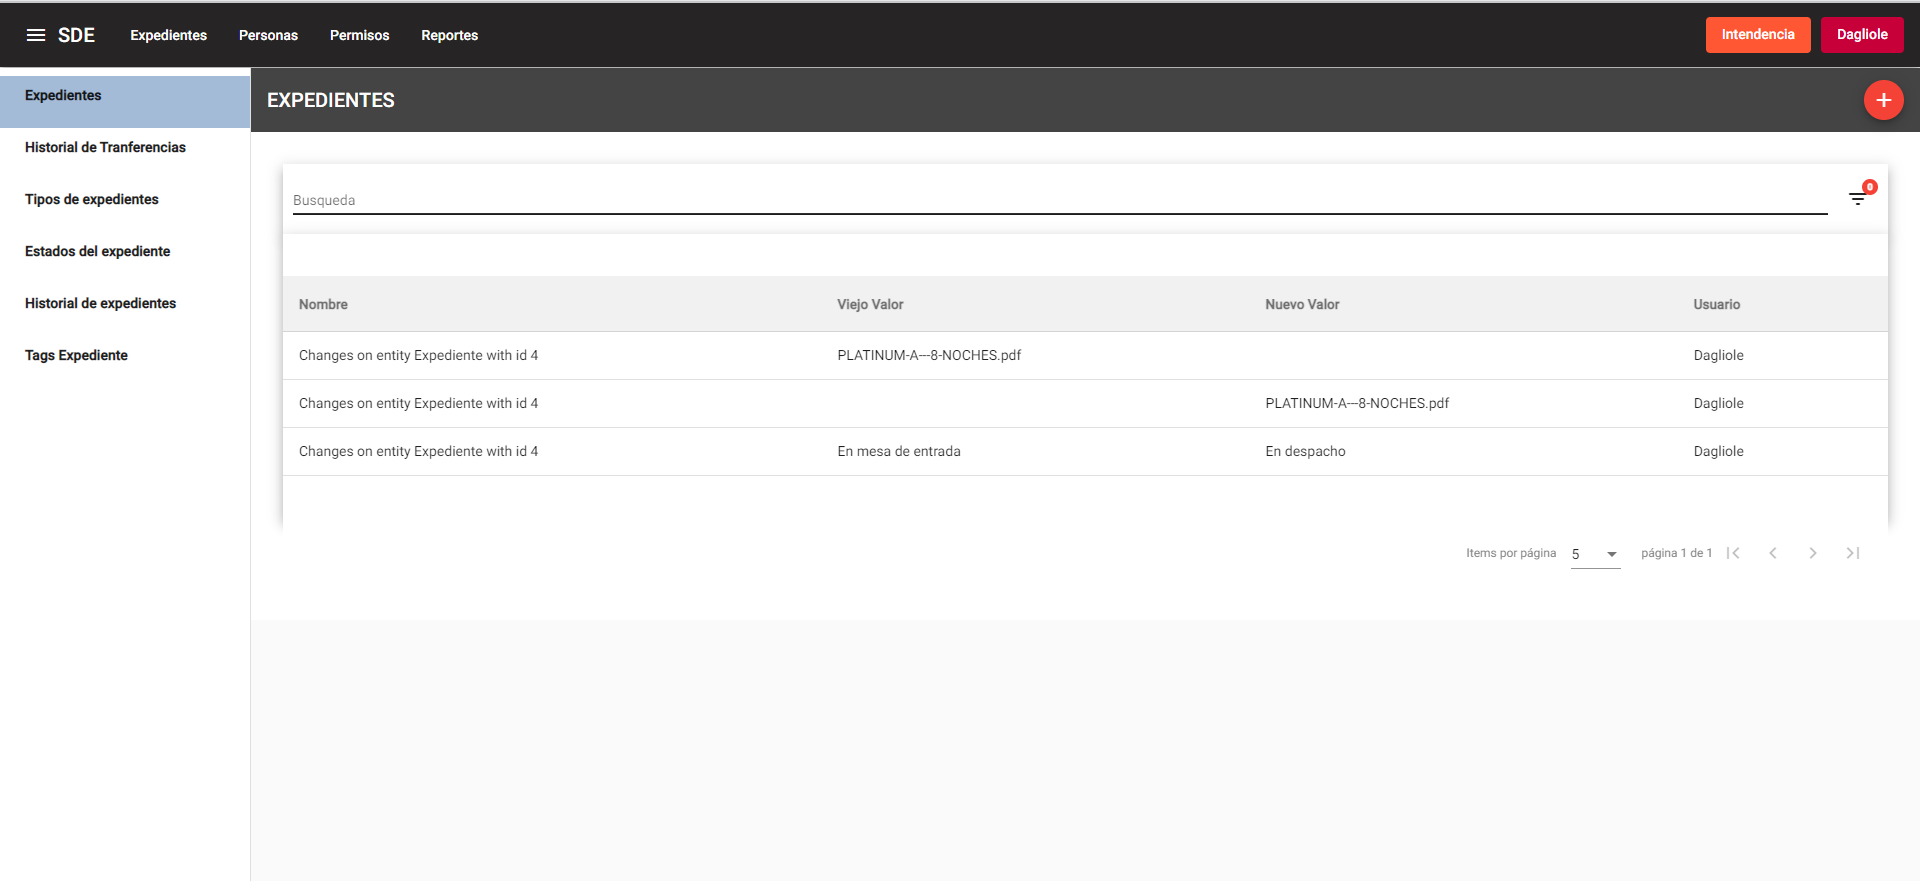 SDE Expedientes Personas Permisos Reportes Intendencia Dagliole
Expedientes
Historial de Tranferencias
Tipos de expedientes
Estados del expediente
Historial de expedientes
Tags Expediente
EXPEDIENTES
Busqueda
0
Nombre Viejo Valor Nuevo Valor Usuario
Changes on entity Expediente with id 4 PLATINUM-A---8-NOCHES.pdf Dagliole
Changes on entity Expediente with id 4 PLATINUM-A---8-NOCHES.pdf Dagliole
Changes on entity Expediente with id 4 En mesa de entrada En despacho Dagliole
Items por página 5 página 1 de 1